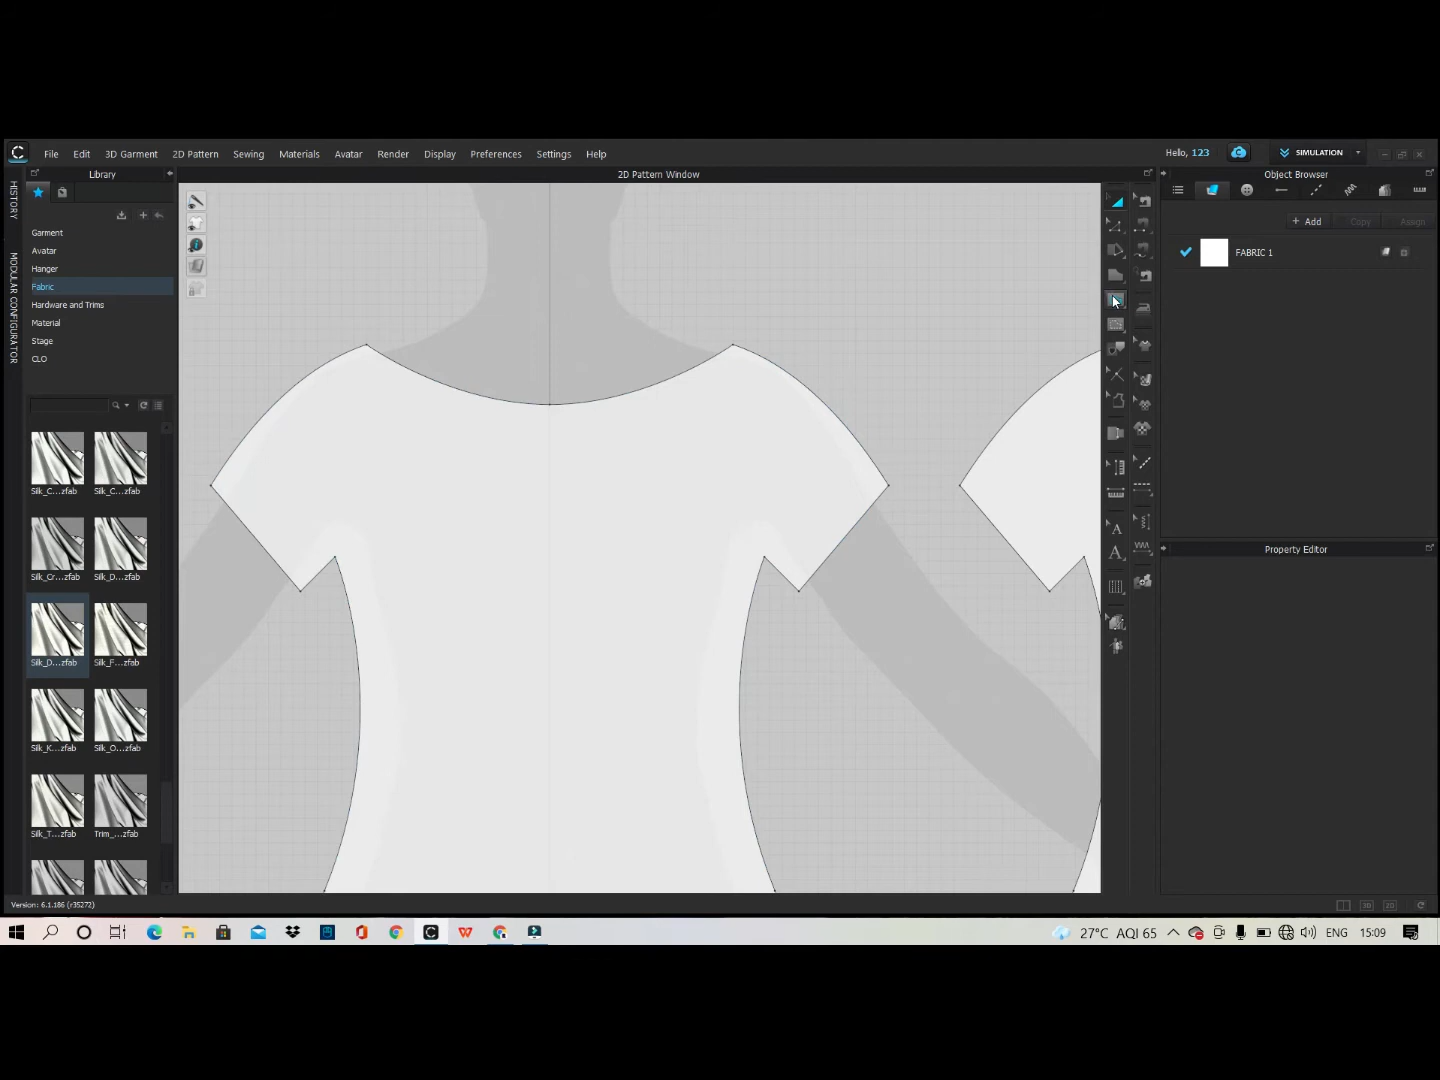 File Edit 3D Garment 2D Pattern Sewing Materials Avatar Render Display Preferences Settings Help
Hello, 123
SIMULATION
HISTORY
MODULAR CONFIGURATOR
Library
Garment
Avatar
Hanger
Fabric
Hardware and Trims
Material
Stage
CLO
Silk_C...zfab Silk_C...zfab
Silk_Cr...zfab Silk_D...zfab
Silk_D...zfab Silk_F...zfab
Silk_K...zfab Silk_O...zfab
Silk_T...zfab Trim_...zfab
2D Pattern Window
A
A
Object Browser
+ Add Copy Assign
FABRIC 1
Property Editor
3D 2D
Version: 6.1.186 (r35272)
27°C AQI 65 ENG 15:09